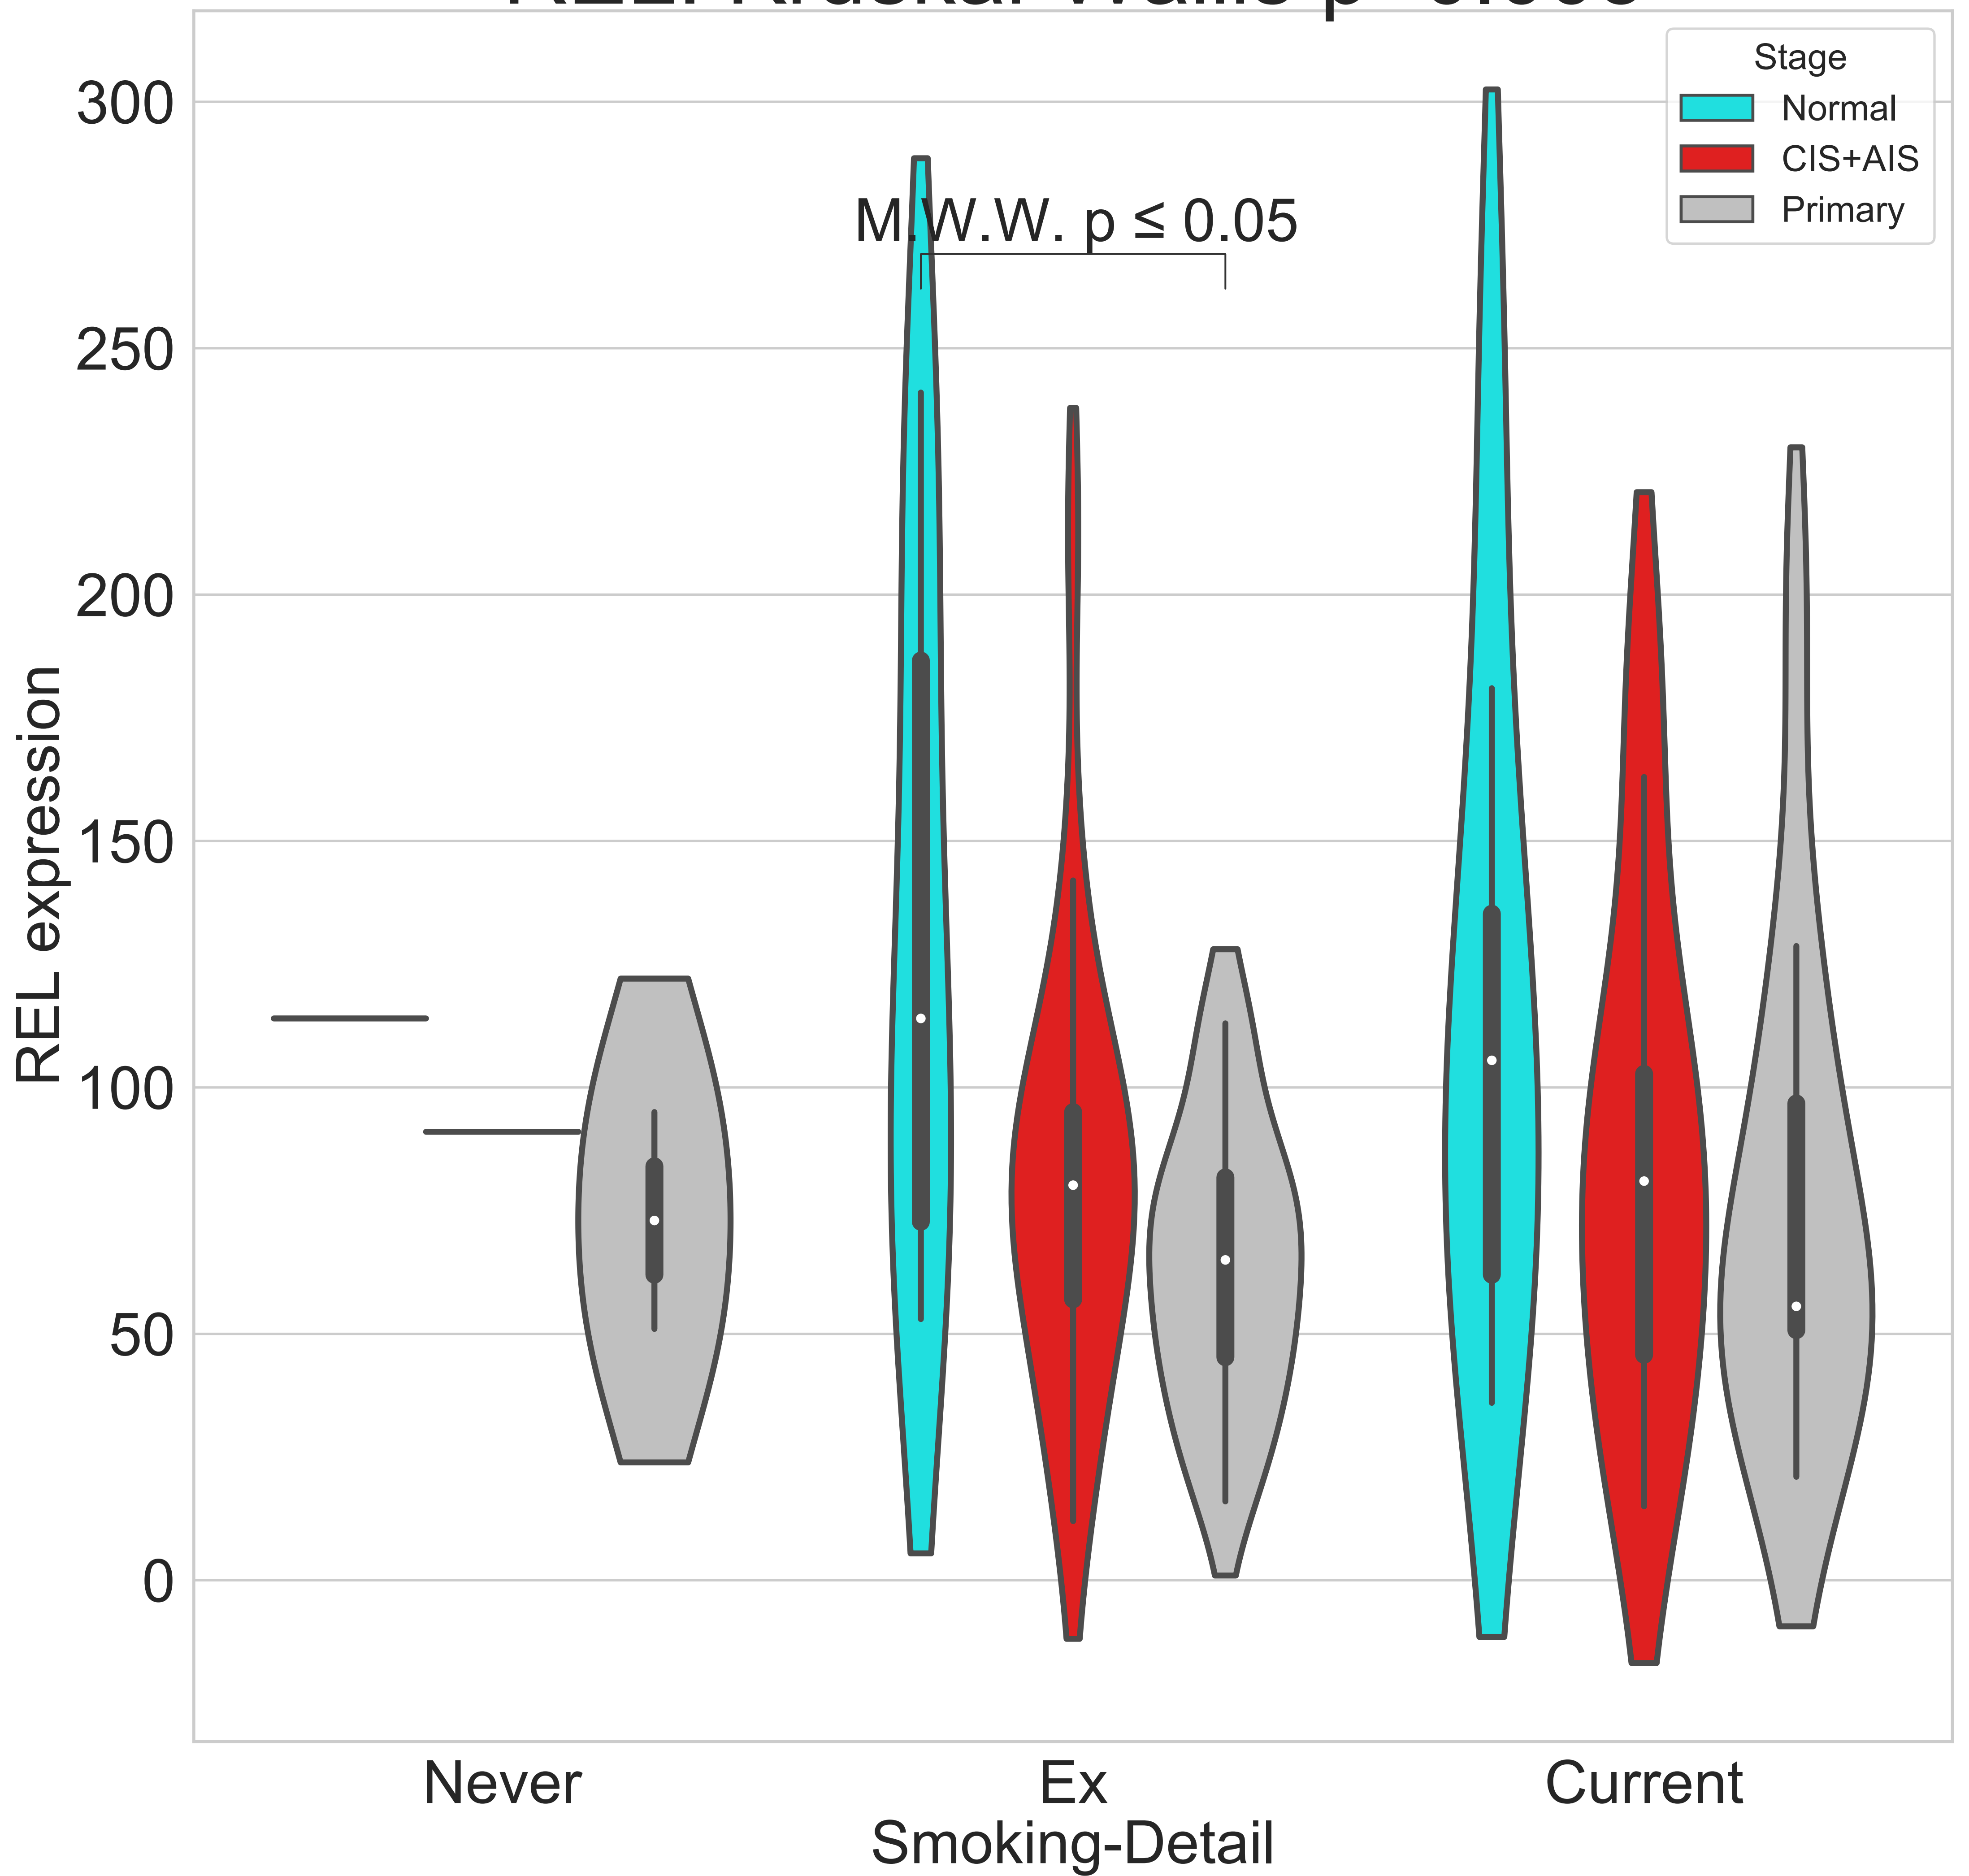 Stage
Normal
CIS+AIS
Primary
M.W.W. p ≤ 0.05
300
250
200
150
100
50
0
REL expression
Never
Ex
Current
Smoking-Detail